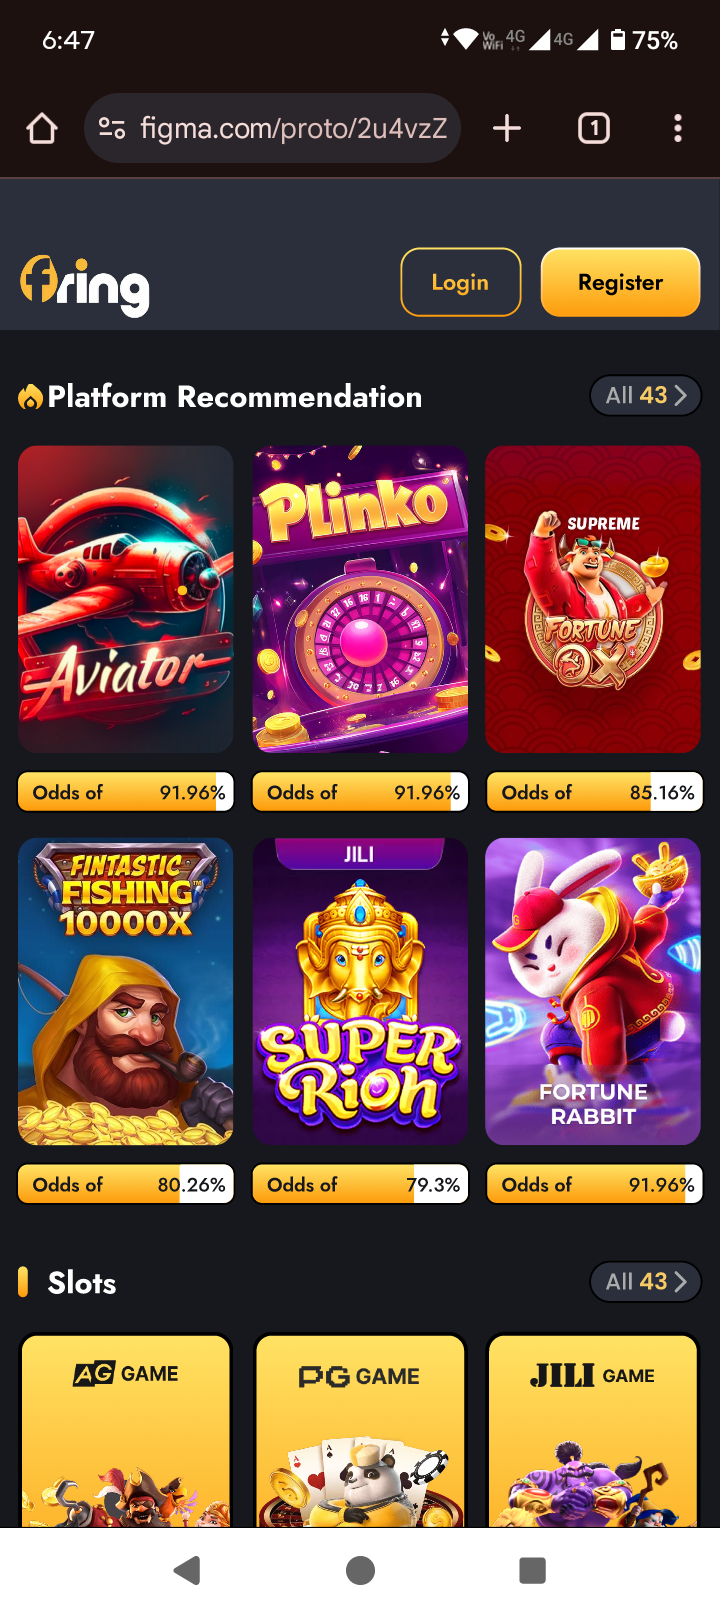 6:47
Vo WiFi 4G 4G 75%
figma.com/proto/2u4vzZ
1
fring
Login
Register
Platform Recommendation
All 43
Aviator
Plinko
SUPREME
FORTUNE
OX
Odds of 91.96%
Odds of 91.96%
Odds of 85.16%
FINTASTIC
FISHING
10000X
JILI
SUPER
Rich
FORTUNE
RABBIT
Odds of 80.26%
Odds of 79.3%
Odds of 91.96%
Slots
All 43
AG GAME
PG GAME
JILI GAME